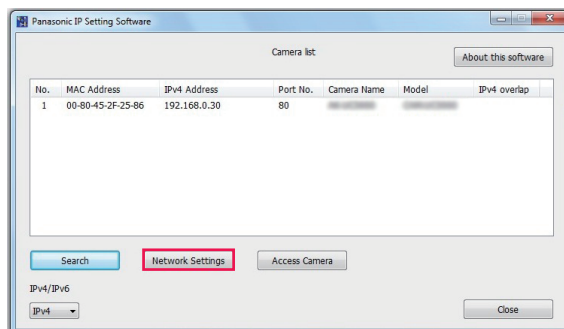 Panasonic IP Setting Software
Camera list
About this software
No. MAC Address IPv4 Address Port No. Camera Name Model IPv4 overlap
1 00-80-45-2F-25-86 192.168.0.30 80
Search Network Settings Access Camera
IPv4/IPv6
IPv4 Close